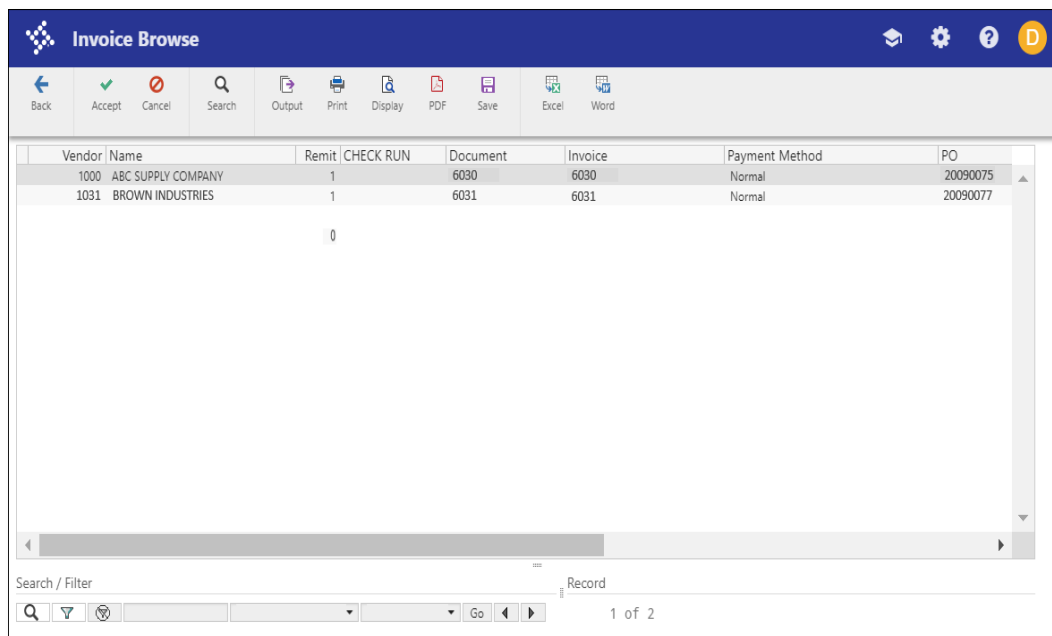 Invoice Browse D
Back Accept Cancel Search Output Print Display PDF Save Excel Word
Vendor Name Remit CHECK RUN Document Invoice Payment Method PO
1000 ABC SUPPLY COMPANY 1 6030 6030 Normal 20090075
1031 BROWN INDUSTRIES 1 6031 6031 Normal 20090077
0
Search / Filter Record
Go 1 of 2